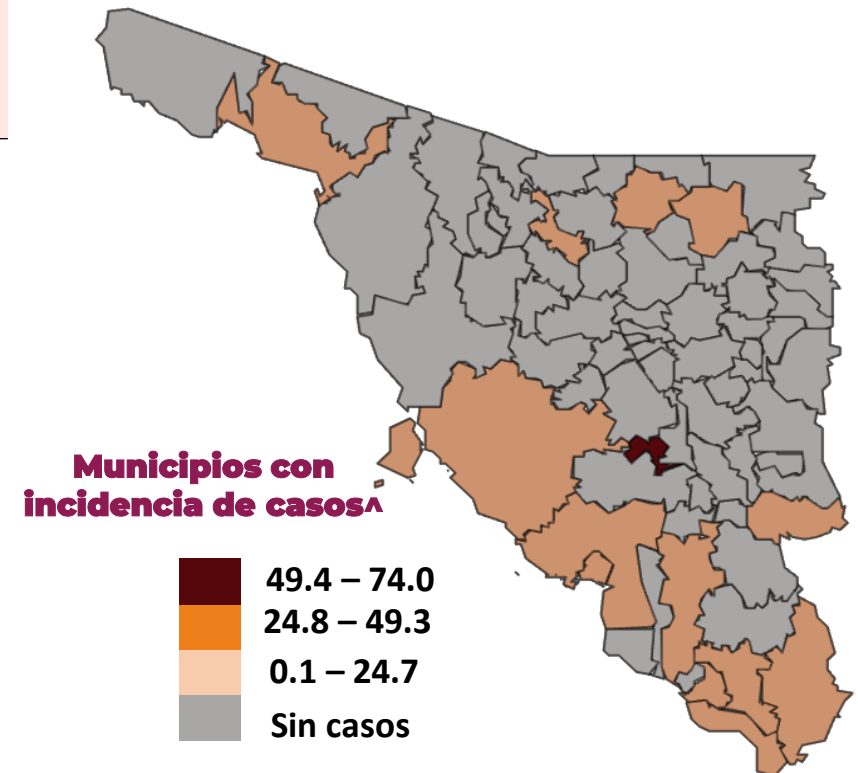 Municipios con
incidencia de casos^
49.4 – 74.0
24.8 – 49.3
0.1 – 24.7
Sin casos